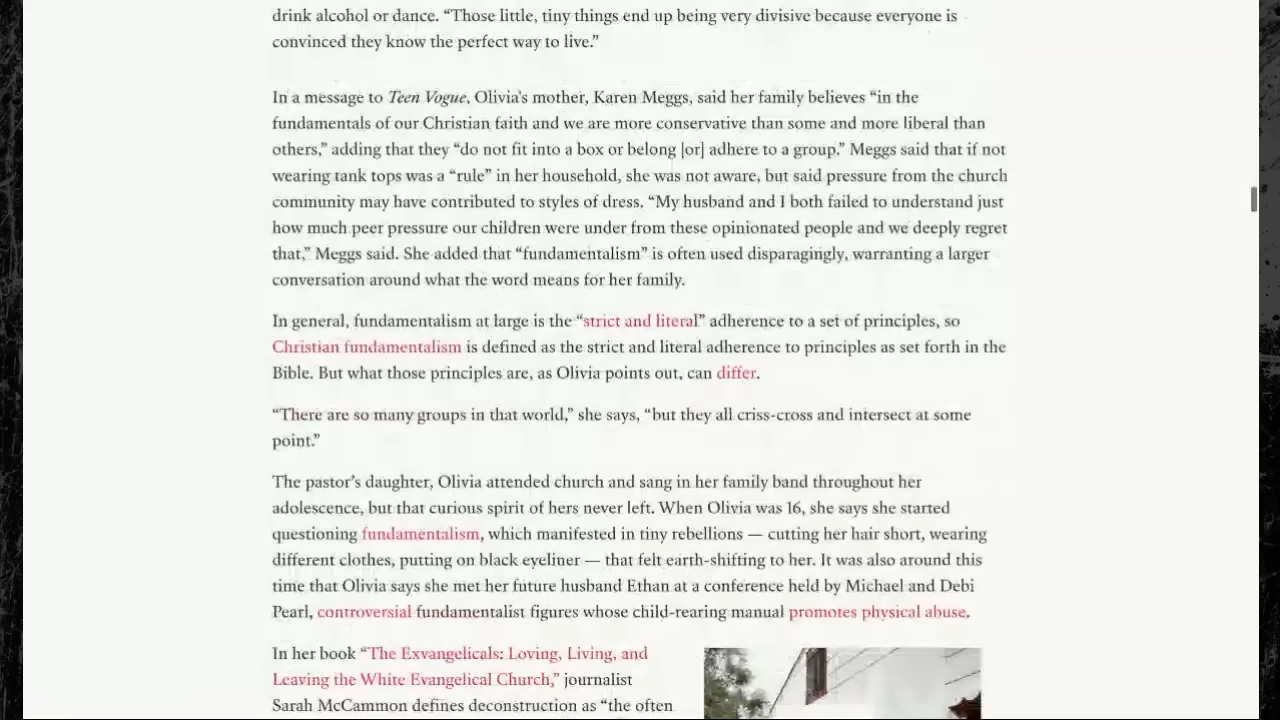 drink alcohol or dance. “Those little, tiny things end up being very divisive because everyone is
convinced they know the perfect way to live.”
In a message to Teen Vogue, Olivia’s mother, Karen Meggs, said her family believes “in the
fundamentals of our Christian faith and we are more conservative than some and more liberal than
others,” adding that they “do not fit into a box or belong [or] adhere to a group.” Meggs said that if not
wearing tank tops was a “rule” in her household, she was not aware, but said pressure from the church
community may have contributed to styles of dress. “My husband and I both failed to understand just
how much peer pressure our children were under from these opinionated people and we deeply regret
that,” Meggs said. She added that “fundamentalism” is often used disparagingly, warranting a larger
conversation around what the word means for her family.
In general, fundamentalism at large is the “strict and literal” adherence to a set of principles, so
Christian fundamentalism is defined as the strict and literal adherence to principles as set forth in the
Bible. But what those principles are, as Olivia points out, can differ.
“There are so many groups in that world,” she says, “but they all criss-cross and intersect at some
point.”
The pastor’s daughter, Olivia attended church and sang in her family band throughout her
adolescence, but that curious spirit of hers never left. When Olivia was 16, she says she started
questioning fundamentalism, which manifested in tiny rebellions — cutting her hair short, wearing
different clothes, putting on black eyeliner — that felt earth-shifting to her. It was also around this
time that Olivia says she met her future husband Ethan at a conference held by Michael and Debi
Pearl, controversial fundamentalist figures whose child-rearing manual promotes physical abuse.
In her book “The Exvangelicals: Loving, Living, and
Leaving the White Evangelical Church,” journalist
Sarah McCammon defines deconstruction as “the often